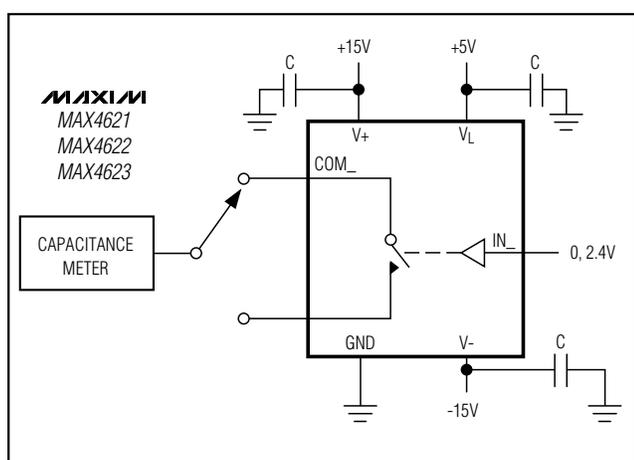 +15V
+5V
C
C
MAXIM
MAX4621
MAX4622
MAX4623
V+
VL
COM_
CAPACITANCE
METER
IN_
0, 2.4V
GND
V-
C
-15V